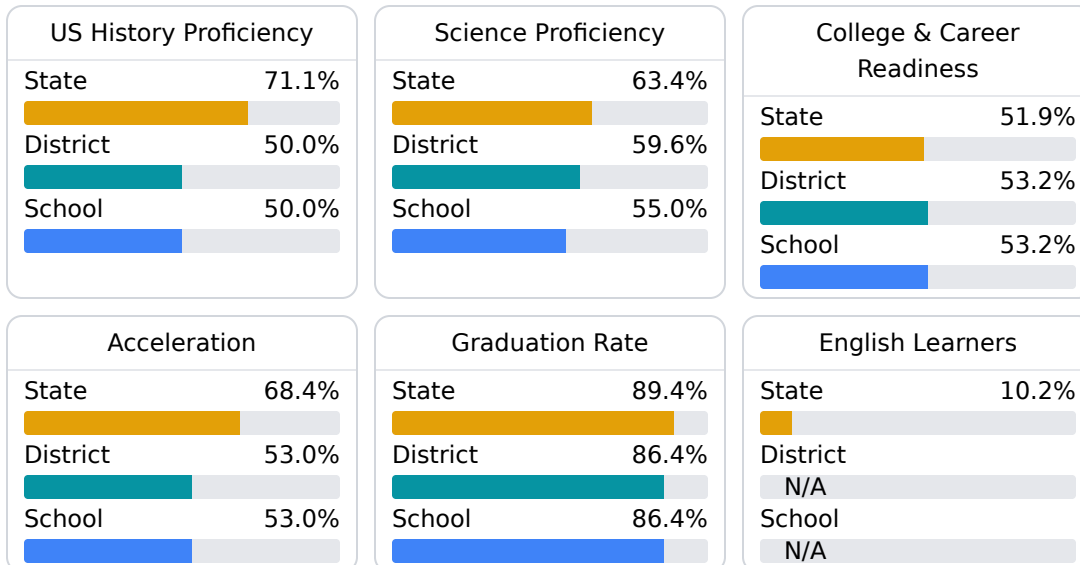 US History Proficiency
State 71.1%
District 50.0%
School 50.0%
Science Proficiency
State 63.4%
District 59.6%
School 55.0%
College & Career
Readiness
State 51.9%
District 53.2%
School 53.2%
Acceleration
State 68.4%
District 53.0%
School 53.0%
Graduation Rate
State 89.4%
District 86.4%
School 86.4%
English Learners
State 10.2%
District
N/A
School
N/A